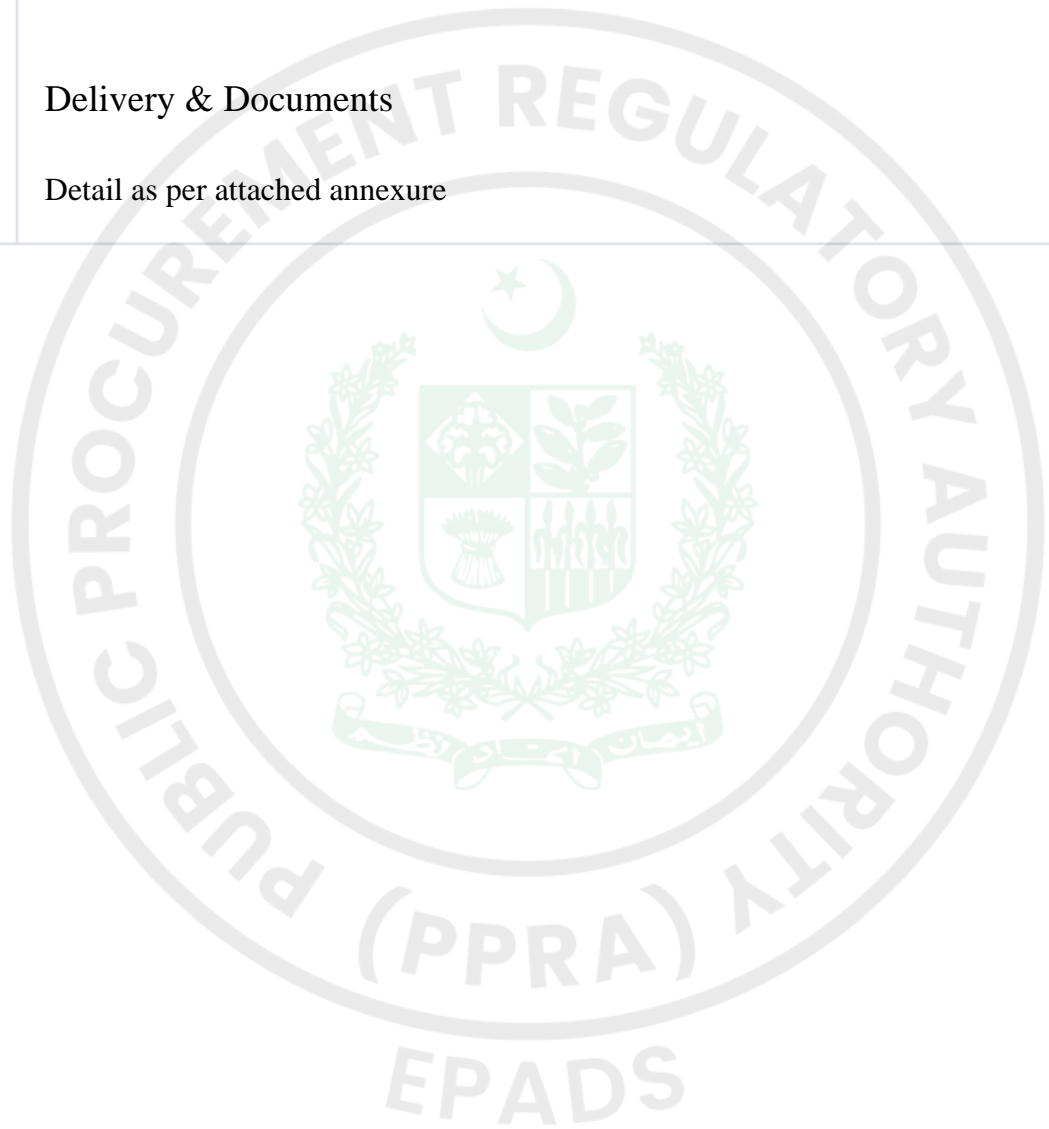 Delivery & Documents
Detail as per attached annexure
PUBLIC PROCUREMENT REGULATORY AUTHORITY
(PPRA)
EPADS